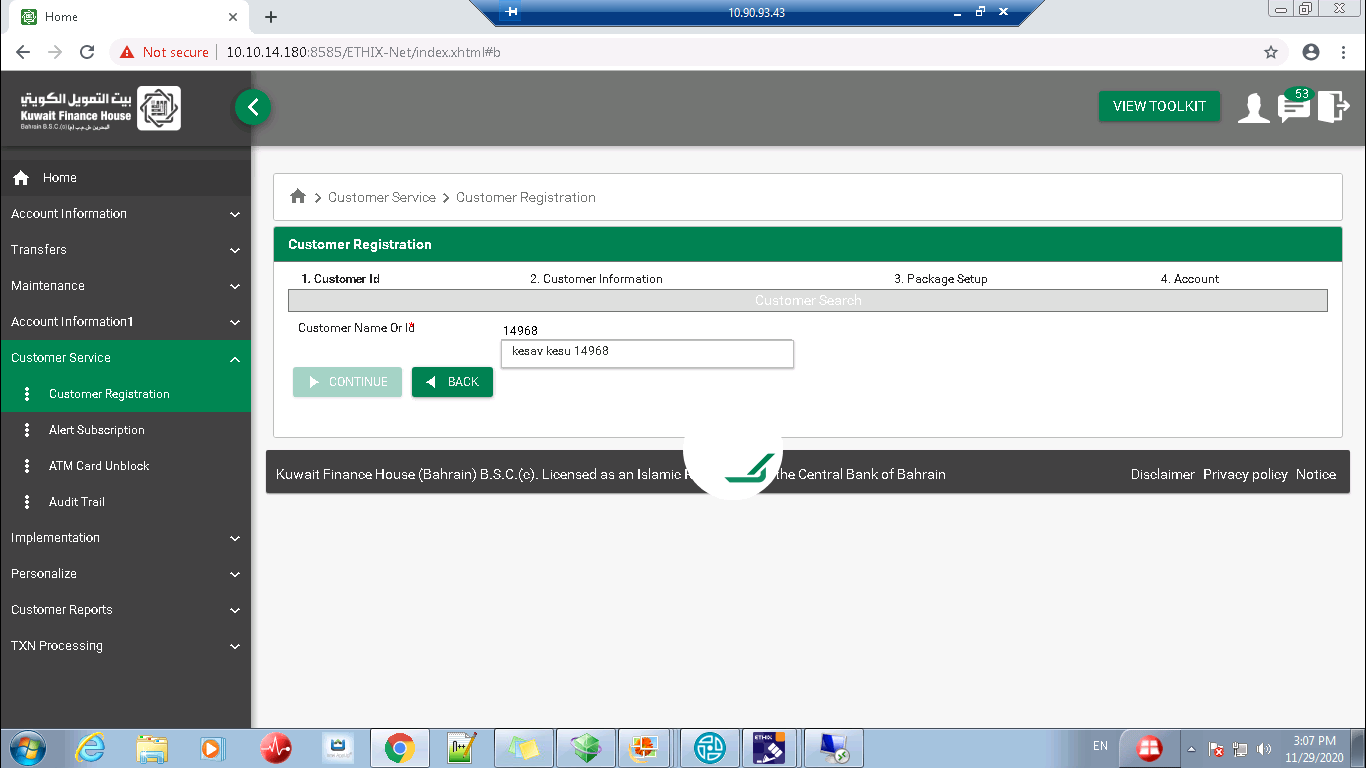 Home
10.90.93.43
Not secure
10.10.14.180:8585/ETHIX-Net/index.xhtml#b
بيت التمويل الكويتي
Kuwait Finance House
Bahrain B.S.C.(c)
VIEW TOOLKIT
53
Home
Account Information
Transfers
Maintenance
Account Information1
Customer Service
Customer Registration
Alert Subscription
ATM Card Unblock
Audit Trail
Implementation
Personalize
Customer Reports
TXN Processing
Customer Service
Customer Registration
Customer Registration
1. Customer Id
2. Customer Information
3. Package Setup
4. Account
Customer Search
Customer Name Or Id*
14968
kesav kesu 14968
CONTINUE
BACK
Kuwait Finance House (Bahrain) B.S.C.(c). Licensed as an Islamic
the Central Bank of Bahrain
Disclaimer Privacy policy Notice
ETHIX
EN
3:07 PM
11/29/2020